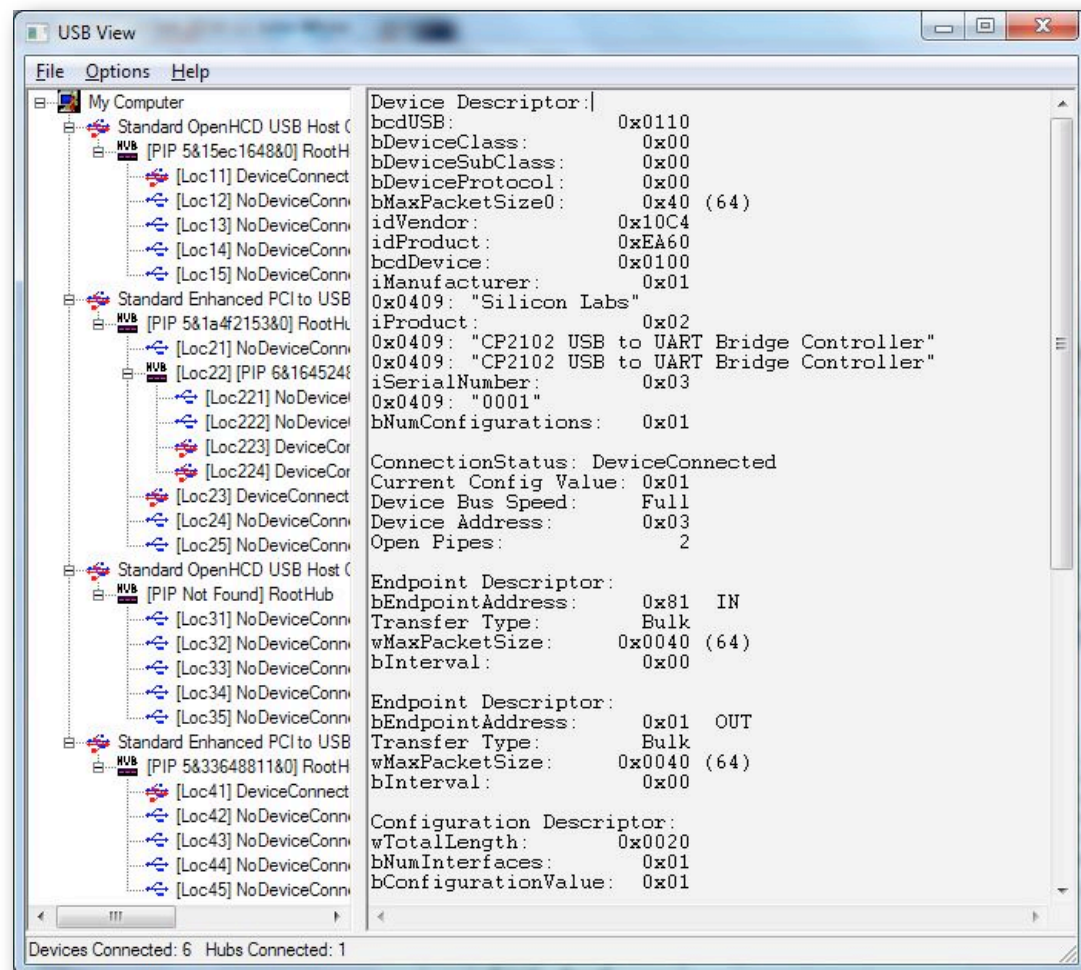 USB View
File Options Help
My Computer
Standard OpenHCD USB Host C
[PIP 5&15ec1648&0] RootH
[Loc11] DeviceConnect
[Loc12] NoDeviceConn
[Loc13] NoDeviceConn
[Loc14] NoDeviceConn
[Loc15] NoDeviceConn
Standard Enhanced PCI to USB
[PIP 5&1a4f2153&0] RootHu
[Loc21] NoDeviceConn
[Loc22] [PIP 6&1645248
[Loc221] NoDevice
[Loc222] NoDevice
[Loc223] DeviceCor
[Loc224] DeviceCor
[Loc23] DeviceConnect
[Loc24] NoDeviceConn
[Loc25] NoDeviceConn
Standard OpenHCD USB Host C
[PIP Not Found] RootHub
[Loc31] NoDeviceConn
[Loc32] NoDeviceConn
[Loc33] NoDeviceConn
[Loc34] NoDeviceConn
[Loc35] NoDeviceConn
Standard Enhanced PCI to USB
[PIP 5&33648811&0] RootH
[Loc41] DeviceConnect
[Loc42] NoDeviceConn
[Loc43] NoDeviceConn
[Loc44] NoDeviceConn
[Loc45] NoDeviceConn
Device Descriptor:
bcdUSB: 0x0110
bDeviceClass: 0x00
bDeviceSubClass: 0x00
bDeviceProtocol: 0x00
bMaxPacketSize0: 0x40 (64)
idVendor: 0x10C4
idProduct: 0xEA60
bcdDevice: 0x0100
iManufacturer: 0x01
0x0409: "Silicon Labs"
iProduct: 0x02
0x0409: "CP2102 USB to UART Bridge Controller"
0x0409: "CP2102 USB to UART Bridge Controller"
iSerialNumber: 0x03
0x0409: "0001"
bNumConfigurations: 0x01
ConnectionStatus: DeviceConnected
Current Config Value: 0x01
Device Bus Speed: Full
Device Address: 0x03
Open Pipes: 2
Endpoint Descriptor:
bEndpointAddress: 0x81 IN
Transfer Type: Bulk
wMaxPacketSize: 0x0040 (64)
bInterval: 0x00
Endpoint Descriptor:
bEndpointAddress: 0x01 OUT
Transfer Type: Bulk
wMaxPacketSize: 0x0040 (64)
bInterval: 0x00
Configuration Descriptor:
wTotalLength: 0x0020
bNumInterfaces: 0x01
bConfigurationValue: 0x01
Devices Connected: 6 Hubs Connected: 1